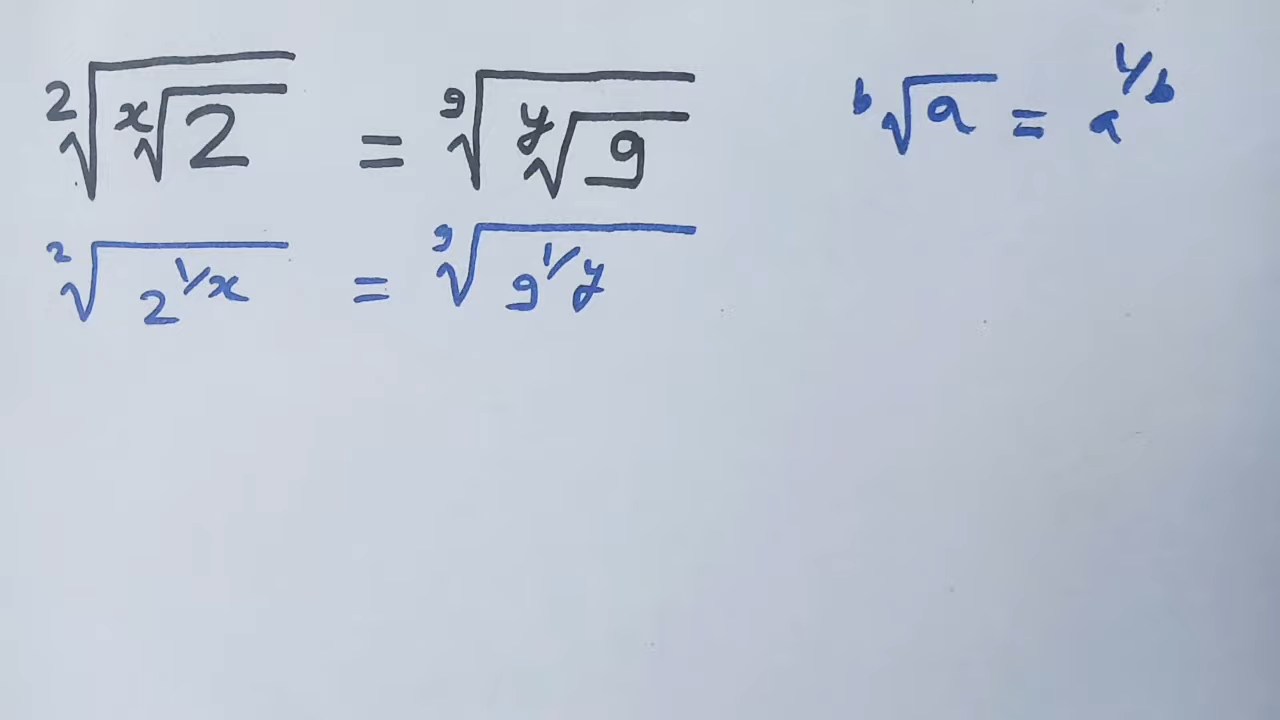 ²√(ˣ√2) = ⁹√(ʸ√9)
ᵇ√a = a^(1/b)
²√(2^(1/x)) = ⁹√(9^(1/y))